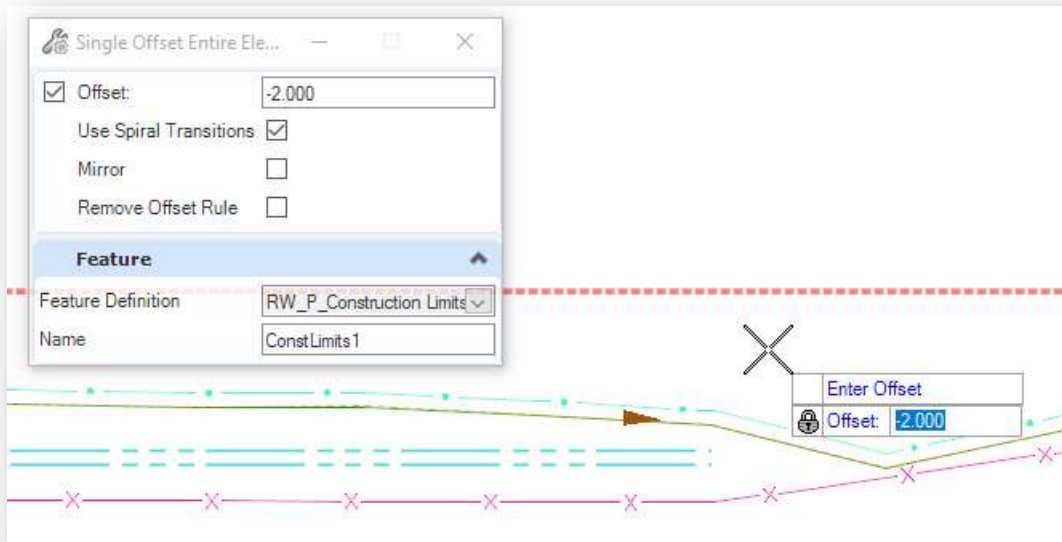 Single Offset Entire Ele...
Offset: -2.000
Use Spiral Transitions
Mirror
Remove Offset Rule
Feature
Feature Definition RW_P_Construction Limits
Name ConstLimits1
Enter Offset
Offset: -2.000